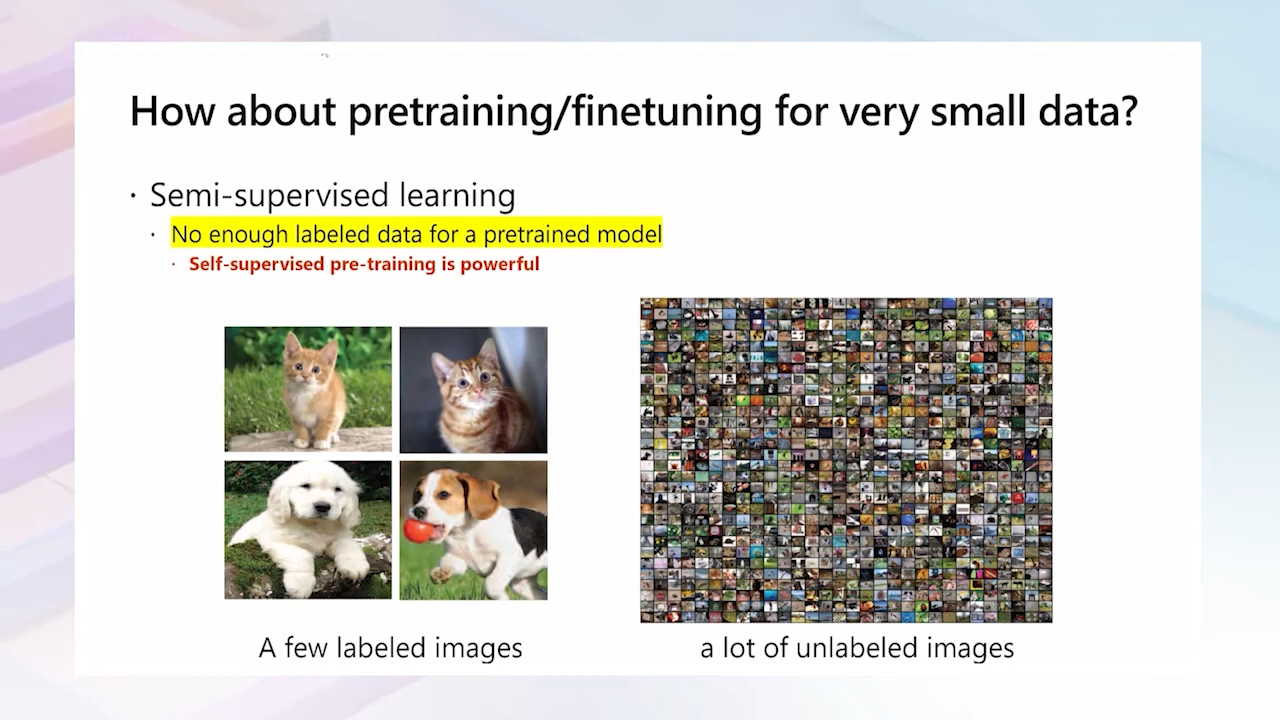 How about pretraining/finetuning for very small data?
· Semi-supervised learning
· No enough labeled data for a pretrained model
· Self-supervised pre-training is powerful
A few labeled images
a lot of unlabeled images